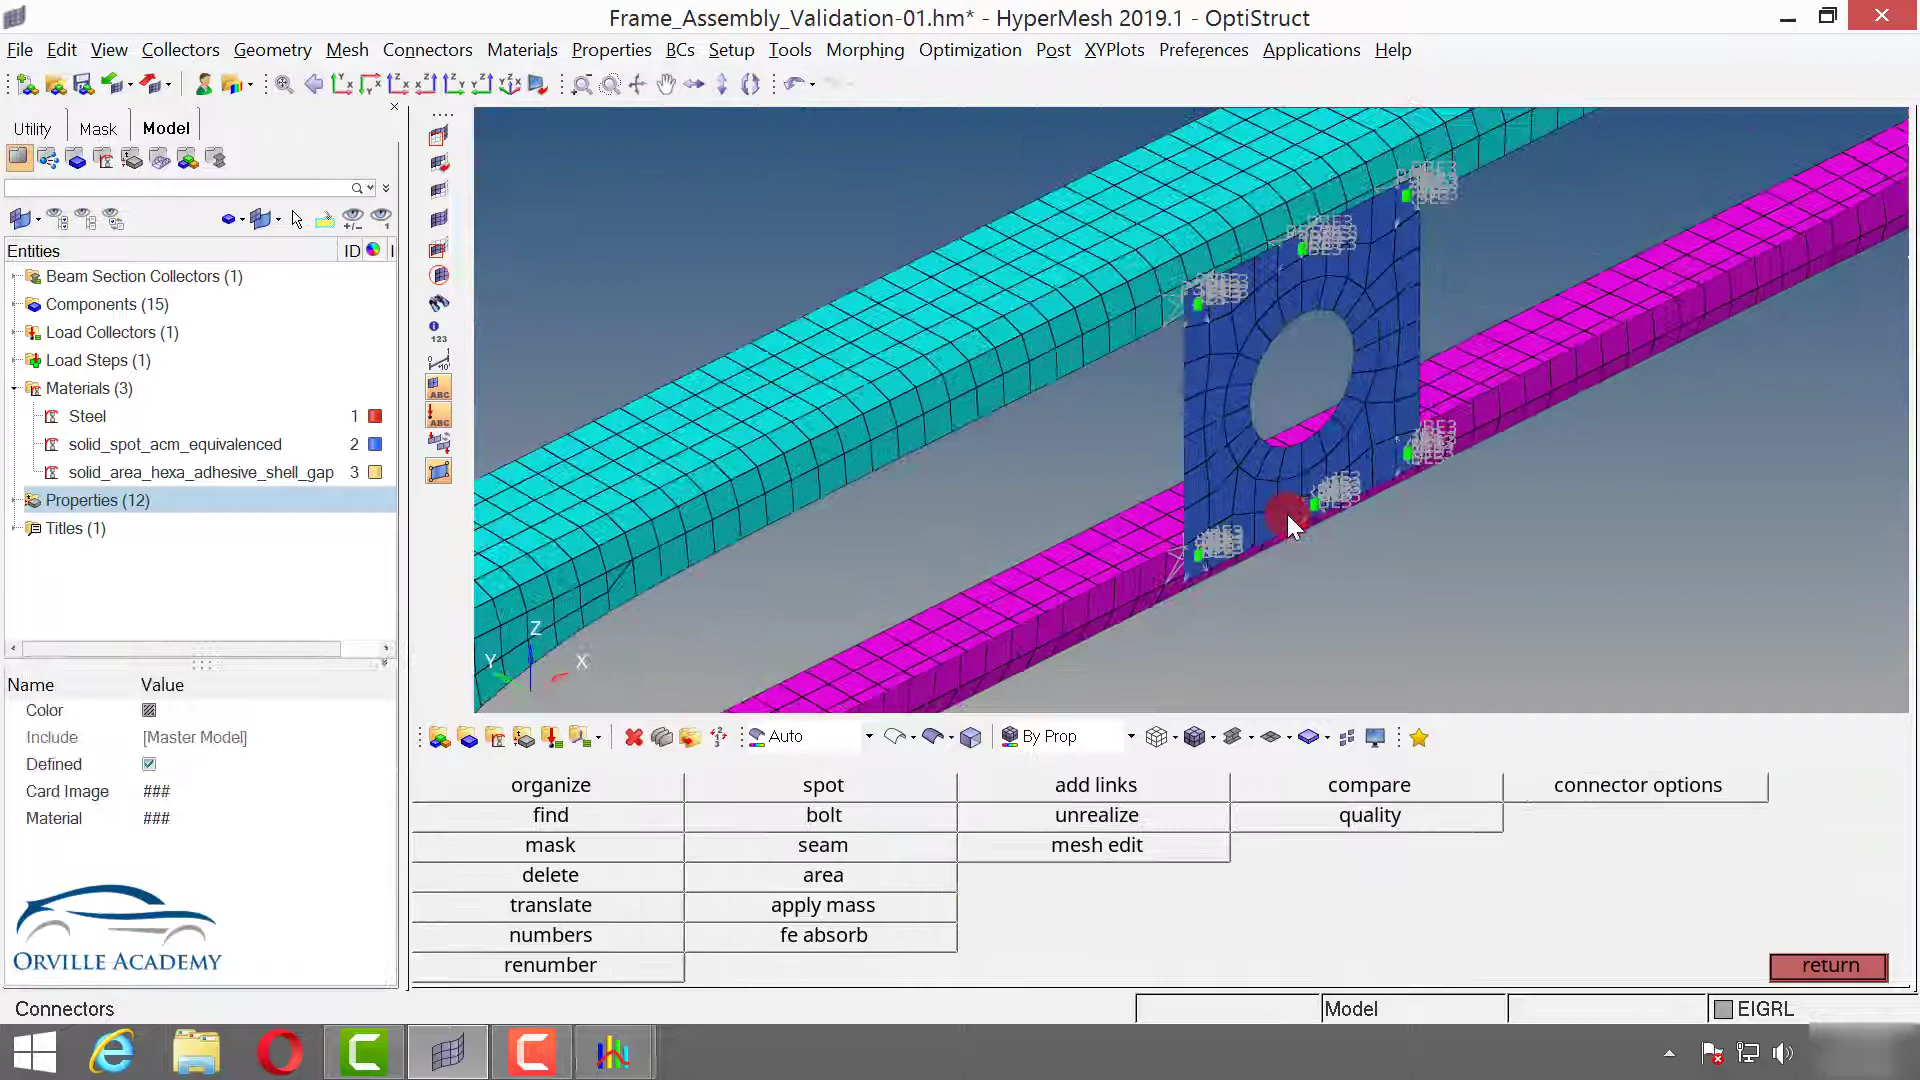 Frame_Assembly_Validation-01.hm* - HyperMesh 2019.1 - OptiStruct
File Edit View Collectors Geometry Mesh Connectors Materials Properties BCs Setup Tools Morphing Optimization Post XYPlots Preferences Applications Help
Utility Mask Model
Entities ID
Beam Section Collectors (1)
Components (15)
Load Collectors (1)
Load Steps (1)
Materials (3)
Steel 1
solid_spot_acm_equivalenced 2
solid_area_hexa_adhesive_shell_gap 3
Properties (12)
Titles (1)
Name Value
Color
Include [Master Model]
Defined
Card Image ###
Material ###
ORVILLE ACADEMY
123
ABC
ABC
Z
Y X
Auto By Prop
organize spot add links compare connector options
find bolt unrealize quality
mask seam mesh edit
delete area
translate apply mass
numbers fe absorb
renumber
return
Connectors Model EIGRL